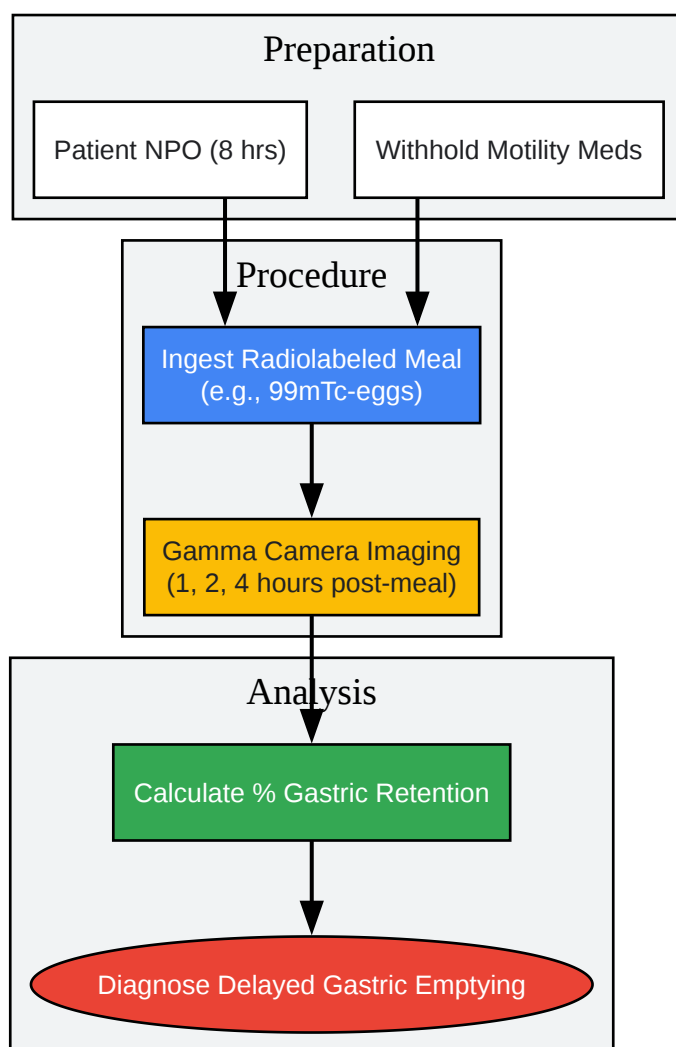 Preparation
Patient NPO (8 hrs)
Withhold Motility Meds
Procedure
Ingest Radiolabeled Meal
(e.g., 99mTc-eggs)
Gamma Camera Imaging
(1, 2, 4 hours post-meal)
Analysis
Calculate % Gastric Retention
Diagnose Delayed Gastric Emptying